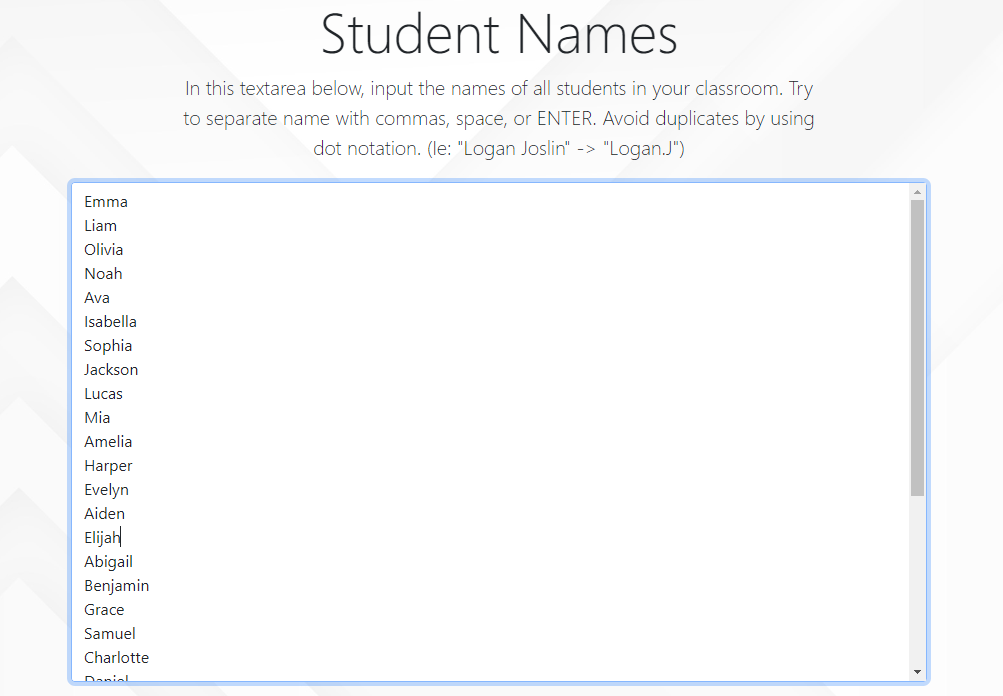 Student Names
In this textarea below, input the names of all students in your classroom. Try
to separate name with commas, space, or ENTER. Avoid duplicates by using
dot notation. (Ie: "Logan Joslin" -> "Logan.J")
Emma
Liam
Olivia
Noah
Ava
Isabella
Sophia
Jackson
Lucas
Mia
Amelia
Harper
Evelyn
Aiden
Elijah
Abigail
Benjamin
Grace
Samuel
Charlotte
Daniel